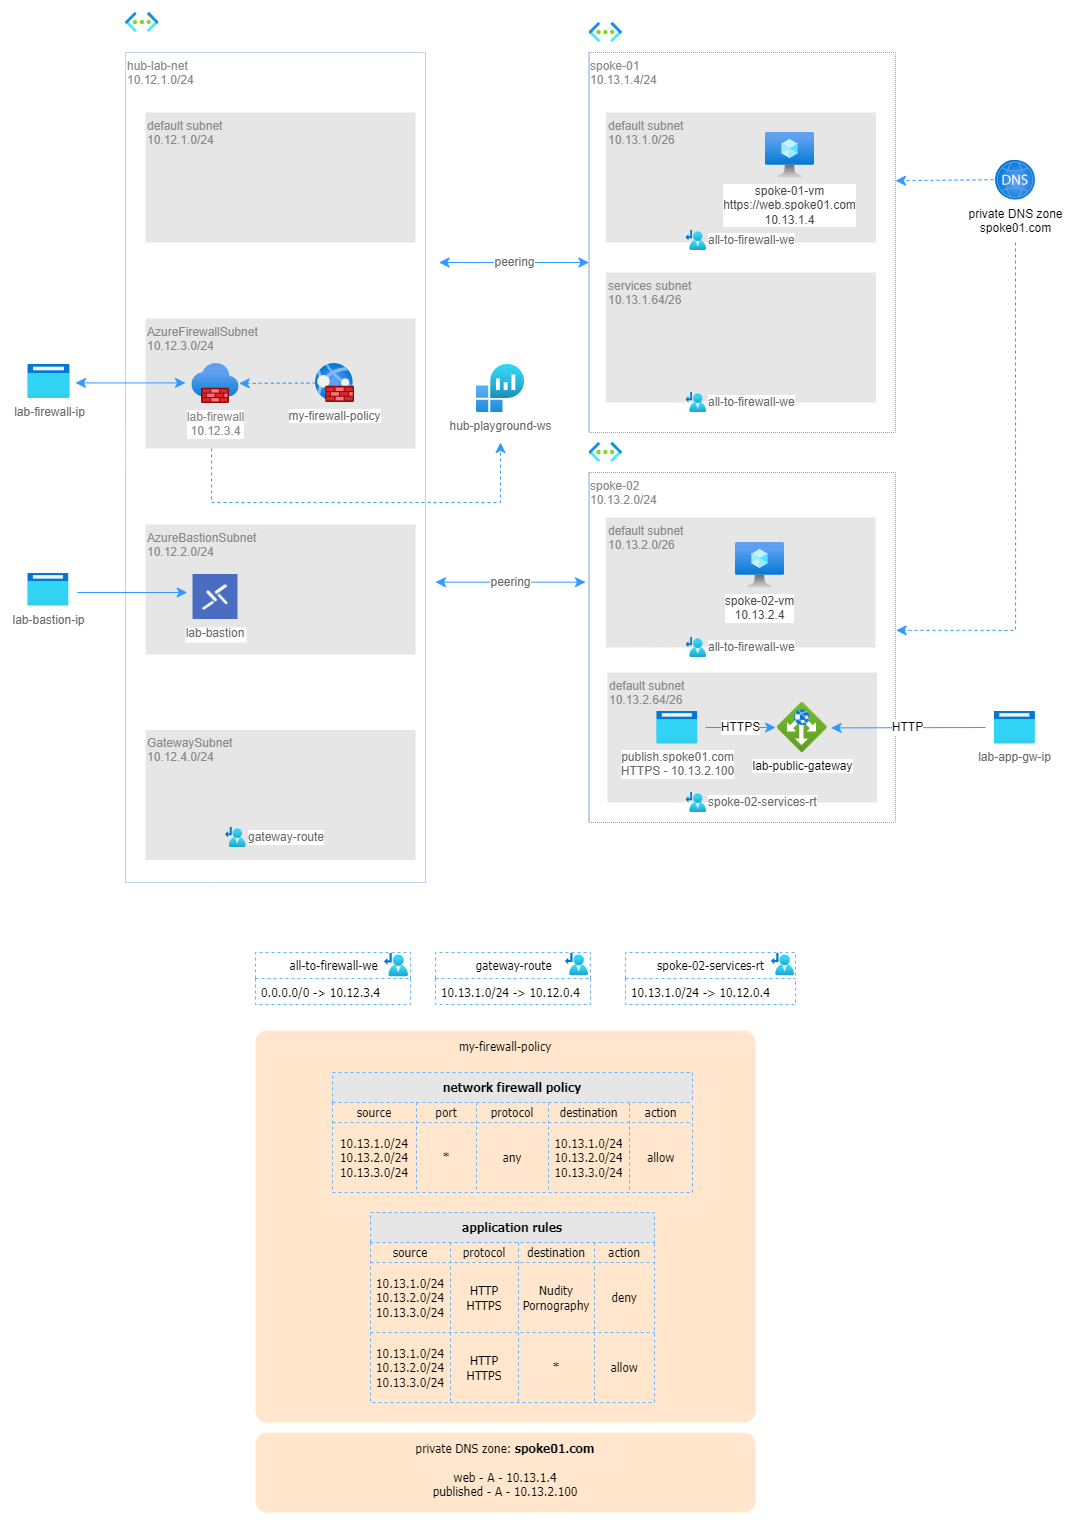 hub-lab-net
10.12.1.0/24
default subnet
10.12.1.0/24
AzureFirewallSubnet
10.12.3.0/24
lab-firewall
10.12.3.4
my-firewall-policy
lab-firewall-ip
AzureBastionSubnet
10.12.2.0/24
lab-bastion
lab-bastion-ip
GatewaySubnet
10.12.4.0/24
gateway-route
peering
hub-playground-ws
peering
spoke-01
10.13.1.4/24
default subnet
10.13.1.0/26
spoke-01-vm
https://web.spoke01.com
10.13.1.4
all-to-firewall-we
services subnet
10.13.1.64/26
all-to-firewall-we
DNS
private DNS zone
spoke01.com
spoke-02
10.13.2.0/24
default subnet
10.13.2.0/26
spoke-02-vm
10.13.2.4
all-to-firewall-we
default subnet
10.13.2.64/26
HTTPS
publish.spoke01.com
HTTPS - 10.13.2.100
lab-public-gateway
HTTP
lab-app-gw-ip
spoke-02-services-rt
all-to-firewall-we
0.0.0.0/0 -> 10.12.3.4
gateway-route
10.13.1.0/24 -> 10.12.0.4
spoke-02-services-rt
10.13.1.0/24 -> 10.12.0.4
my-firewall-policy
network firewall policy
source port protocol destination action
10.13.1.0/24 10.13.1.0/24
10.13.2.0/24 * any 10.13.2.0/24 allow
10.13.3.0/24 10.13.3.0/24
application rules
source protocol destination action
10.13.1.0/24 HTTP Nudity
10.13.2.0/24 HTTPS Pornography deny
10.13.3.0/24
10.13.1.0/24 HTTP
10.13.2.0/24 HTTPS * allow
10.13.3.0/24
private DNS zone: spoke01.com
web - A - 10.13.1.4
published - A - 10.13.2.100